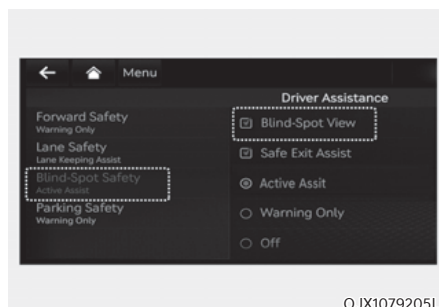 Menu
Driver Assistance
Forward Safety
Warning Only
Lane Safety
Lane Keeping Assist
Blind-Spot Safety
Active Assist
Parking Safety
Warning Only
Blind-Spot View
Safe Exit Assist
Active Assit
Warning Only
Off
OJX1079205L